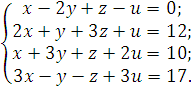 x − 2y + z − u = 0;
2x + y + 3z + u = 12;
x + 3y + z + 2u = 10;
3x − y − z + 3u = 17.